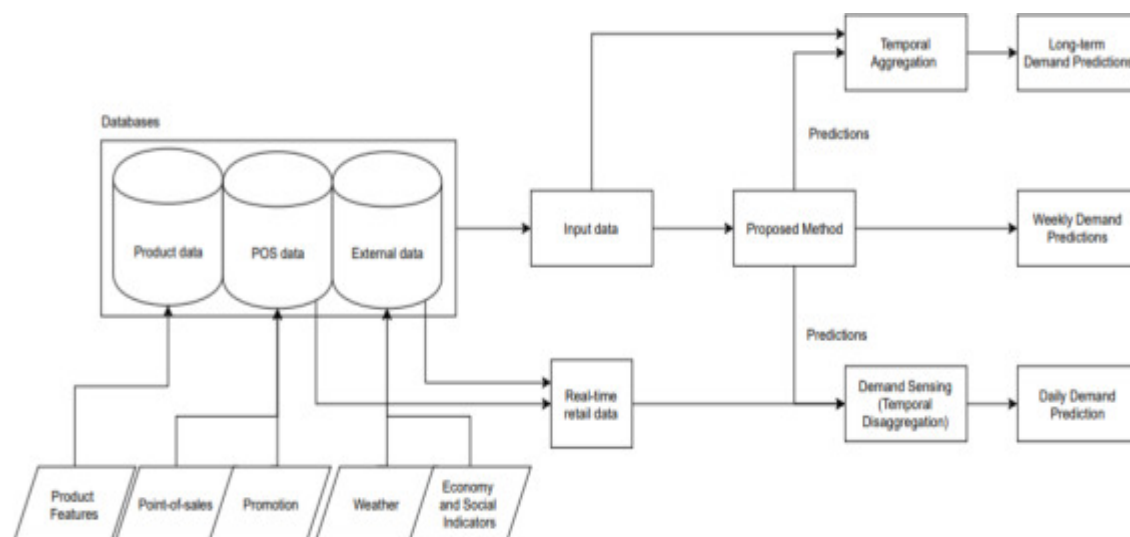 Temporal
Aggregation
Long-term
Demand Predictions
Databases
Predictions
Product data
POS data
External data
Input data
Proposed Method
Weekly Demand
Predictions
Predictions
Real-time
retail data
Demand Sensing
(Temporal
Disaggregation)
Daily Demand
Prediction
Product
Features
Point-of-sales
Promotion
Weather
Economy
and Social
Indicators